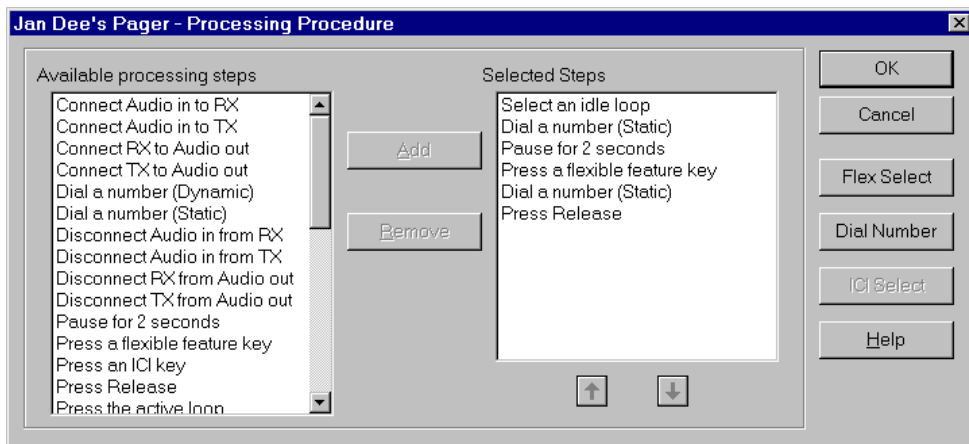 Jan Dee's Pager - Processing Procedure
Available processing steps
Connect Audio in to RX
Connect Audio in to TX
Connect RX to Audio out
Connect TX to Audio out
Dial a number (Dynamic)
Dial a number (Static)
Disconnect Audio in from RX
Disconnect Audio in from TX
Disconnect RX from Audio out
Disconnect TX from Audio out
Pause for 2 seconds
Press a flexible feature key
Press an ICI key
Press Release
Press the active loop
Add
Remove
Selected Steps
Select an idle loop
Dial a number (Static)
Pause for 2 seconds
Press a flexible feature key
Dial a number (Static)
Press Release
OK
Cancel
Flex Select
Dial Number
ICI Select
Help